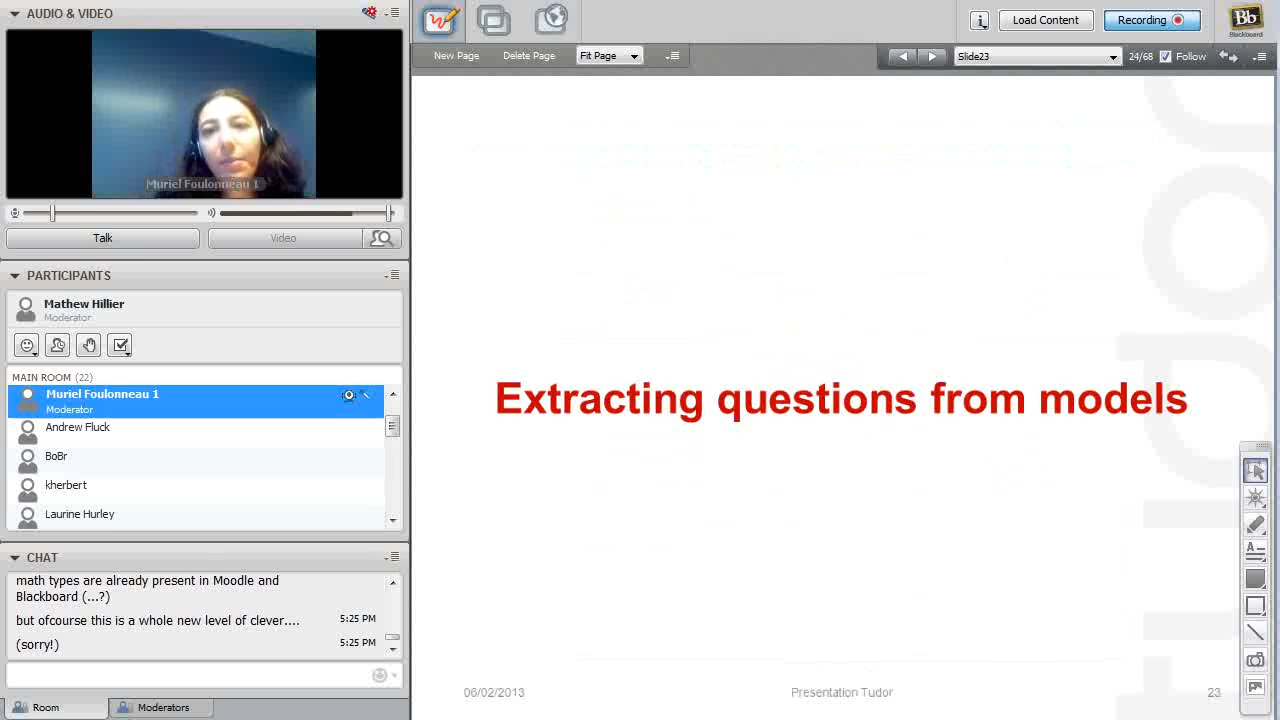 AUDIO & VIDEO
Muriel Foulonneau 1
Talk
Video
PARTICIPANTS
Mathew Hillier
Moderator
MAIN ROOM (22)
Muriel Foulonneau 1
Moderator
Andrew Fluck
BoBr
kherbert
Laurine Hurley
CHAT
math types are already present in Moodle and
Blackboard (...?)
but ofcourse this is a whole new level of clever.... 5:25 PM
(sorry!) 5:25 PM
Room
Moderators
Load Content
Recording
Bb
Blackboard
New Page
Delete Page
Fit Page
Slide23
24/68
Follow
Extracting questions from models
06/02/2013
Presentation Tudor
23